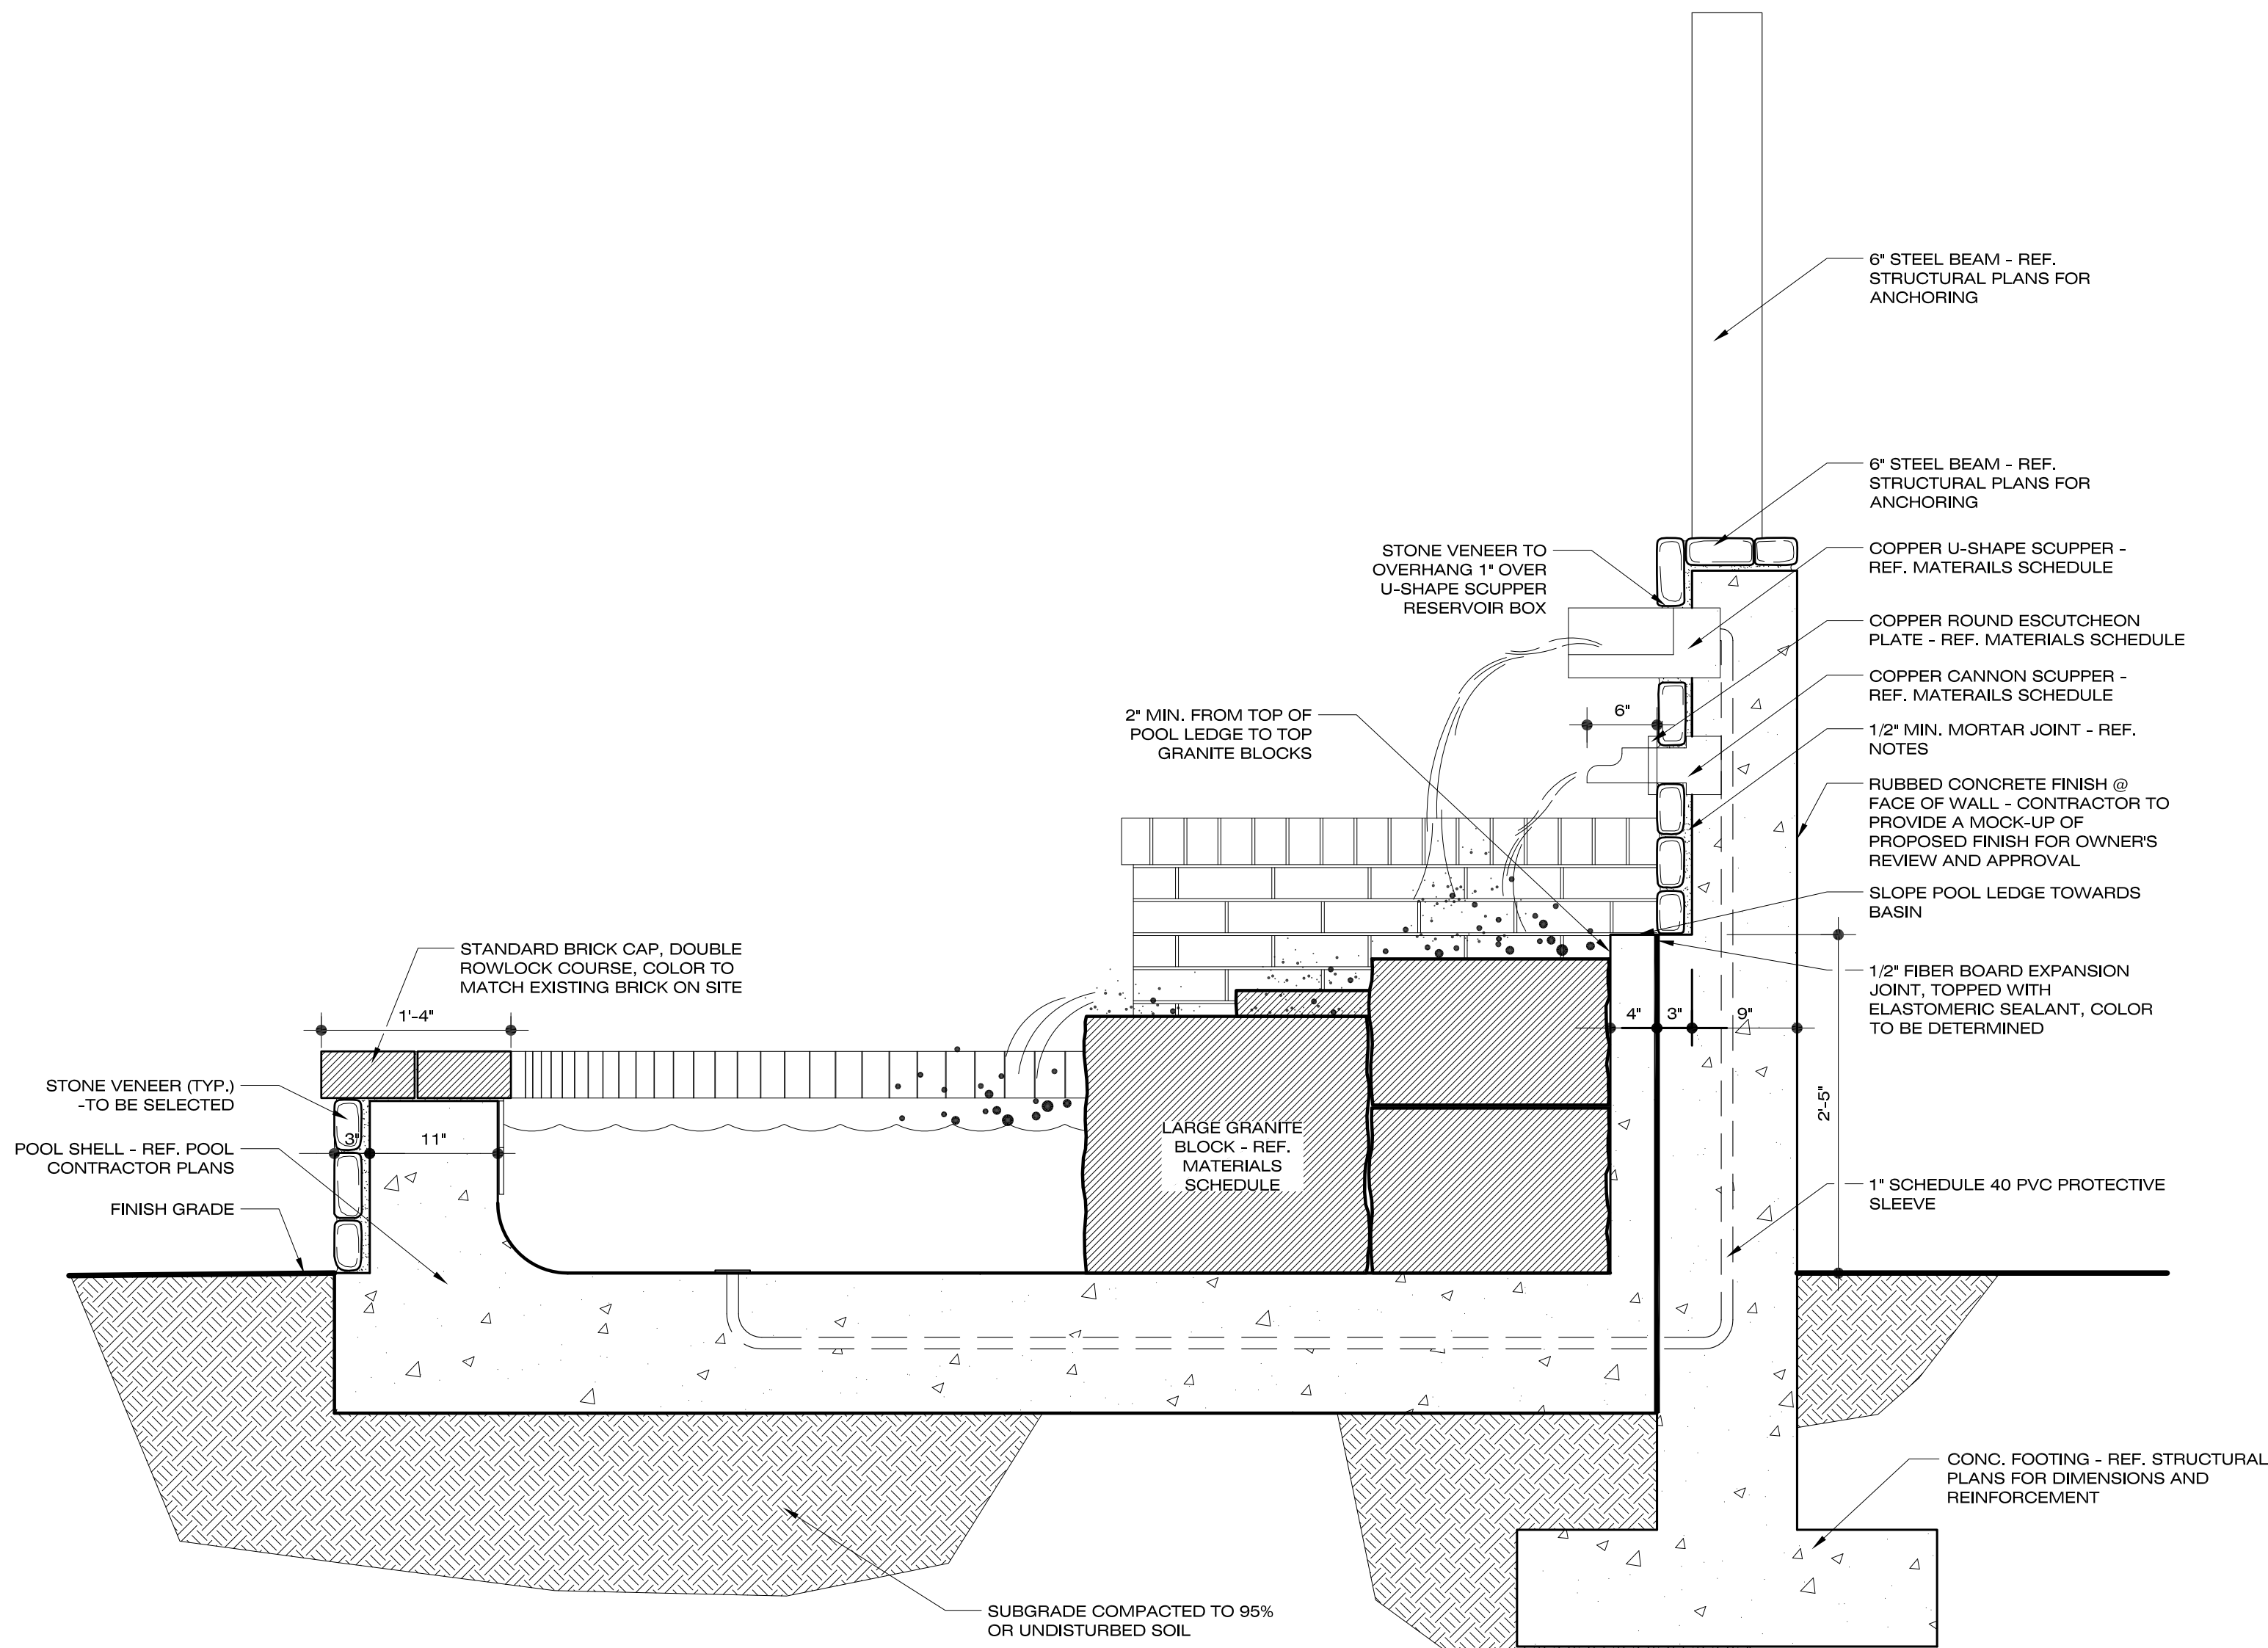 6" STEEL BEAM - REF.
STRUCTURAL PLANS FOR
ANCHORING
6" STEEL BEAM - REF.
STRUCTURAL PLANS FOR
ANCHORING
STONE VENEER TO
OVERHANG 1" OVER
U-SHAPE SCUPPER
RESERVOIR BOX
COPPER U-SHAPE SCUPPER -
REF. MATERAILS SCHEDULE
COPPER ROUND ESCUTCHEON
PLATE - REF. MATERIALS SCHEDULE
COPPER CANNON SCUPPER -
REF. MATERAILS SCHEDULE
6"
2" MIN. FROM TOP OF
POOL LEDGE TO TOP
GRANITE BLOCKS
1/2" MIN. MORTAR JOINT - REF.
NOTES
RUBBED CONCRETE FINISH @
FACE OF WALL - CONTRACTOR TO
PROVIDE A MOCK-UP OF
PROPOSED FINISH FOR OWNER'S
REVIEW AND APPROVAL
SLOPE POOL LEDGE TOWARDS
BASIN
STANDARD BRICK CAP, DOUBLE
ROWLOCK COURSE, COLOR TO
MATCH EXISTING BRICK ON SITE
1/2" FIBER BOARD EXPANSION
JOINT, TOPPED WITH
ELASTOMERIC SEALANT, COLOR
TO BE DETERMINED
1'-4"
4"
3"
9"
STONE VENEER (TYP.)
-TO BE SELECTED
2'-5"
3"
11"
LARGE GRANITE
BLOCK - REF.
MATERIALS
SCHEDULE
POOL SHELL - REF. POOL
CONTRACTOR PLANS
1" SCHEDULE 40 PVC PROTECTIVE
SLEEVE
FINISH GRADE
CONC. FOOTING - REF. STRUCTURAL
PLANS FOR DIMENSIONS AND
REINFORCEMENT
SUBGRADE COMPACTED TO 95%
OR UNDISTURBED SOIL